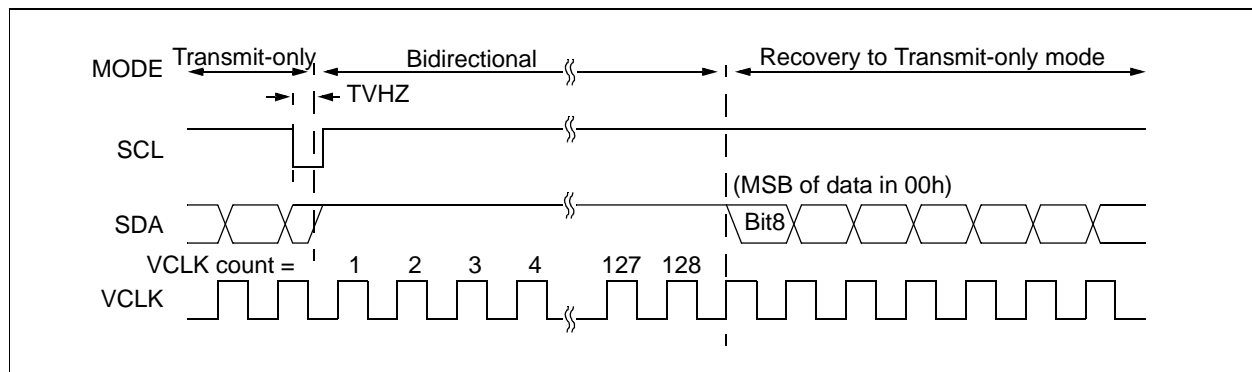 Transmit-only Bidirectional Recovery to Transmit-only mode
MODE
TVHZ
SCL
(MSB of data in 00h)
SDA Bit8
VCLK count = 1 2 3 4 127 128
VCLK